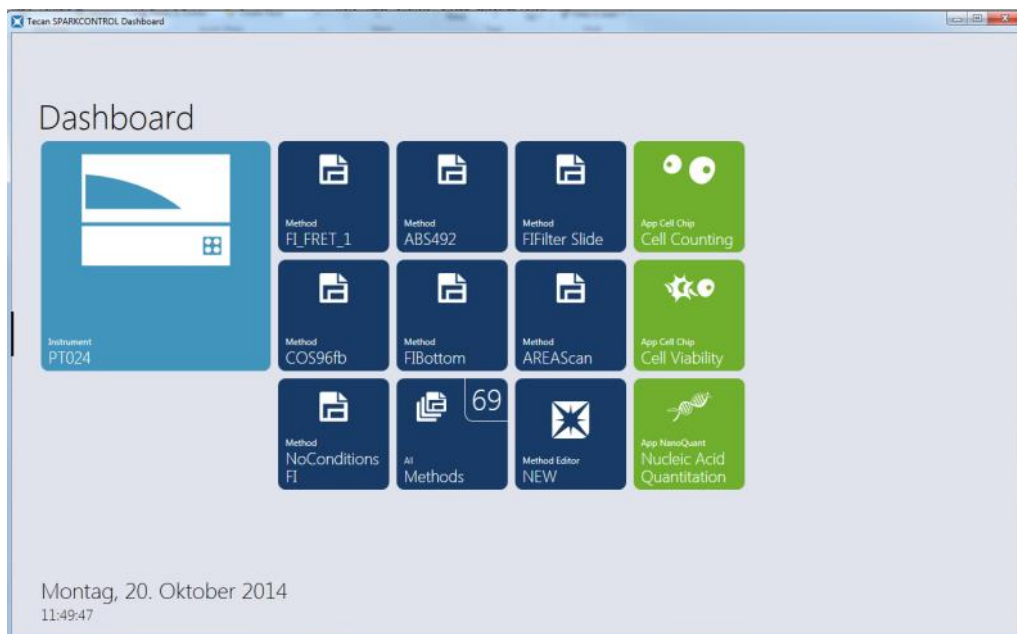 Tecan SPARKCONTROL Dashboard
Dashboard
Instrument
PT024
Method
FI_FRET_1
Method
ABS492
Method
FIFilter Slide
App Cell Chip
Cell Counting
Method
COS96fb
Method
FIBottom
Method
AREAScan
App Cell Chip
Cell Viability
Method
NoConditions
FI
69
All
Methods
Method Editor
NEW
App NanoQuant
Nucleic Acid
Quantitation
Montag, 20. Oktober 2014
11:49:47